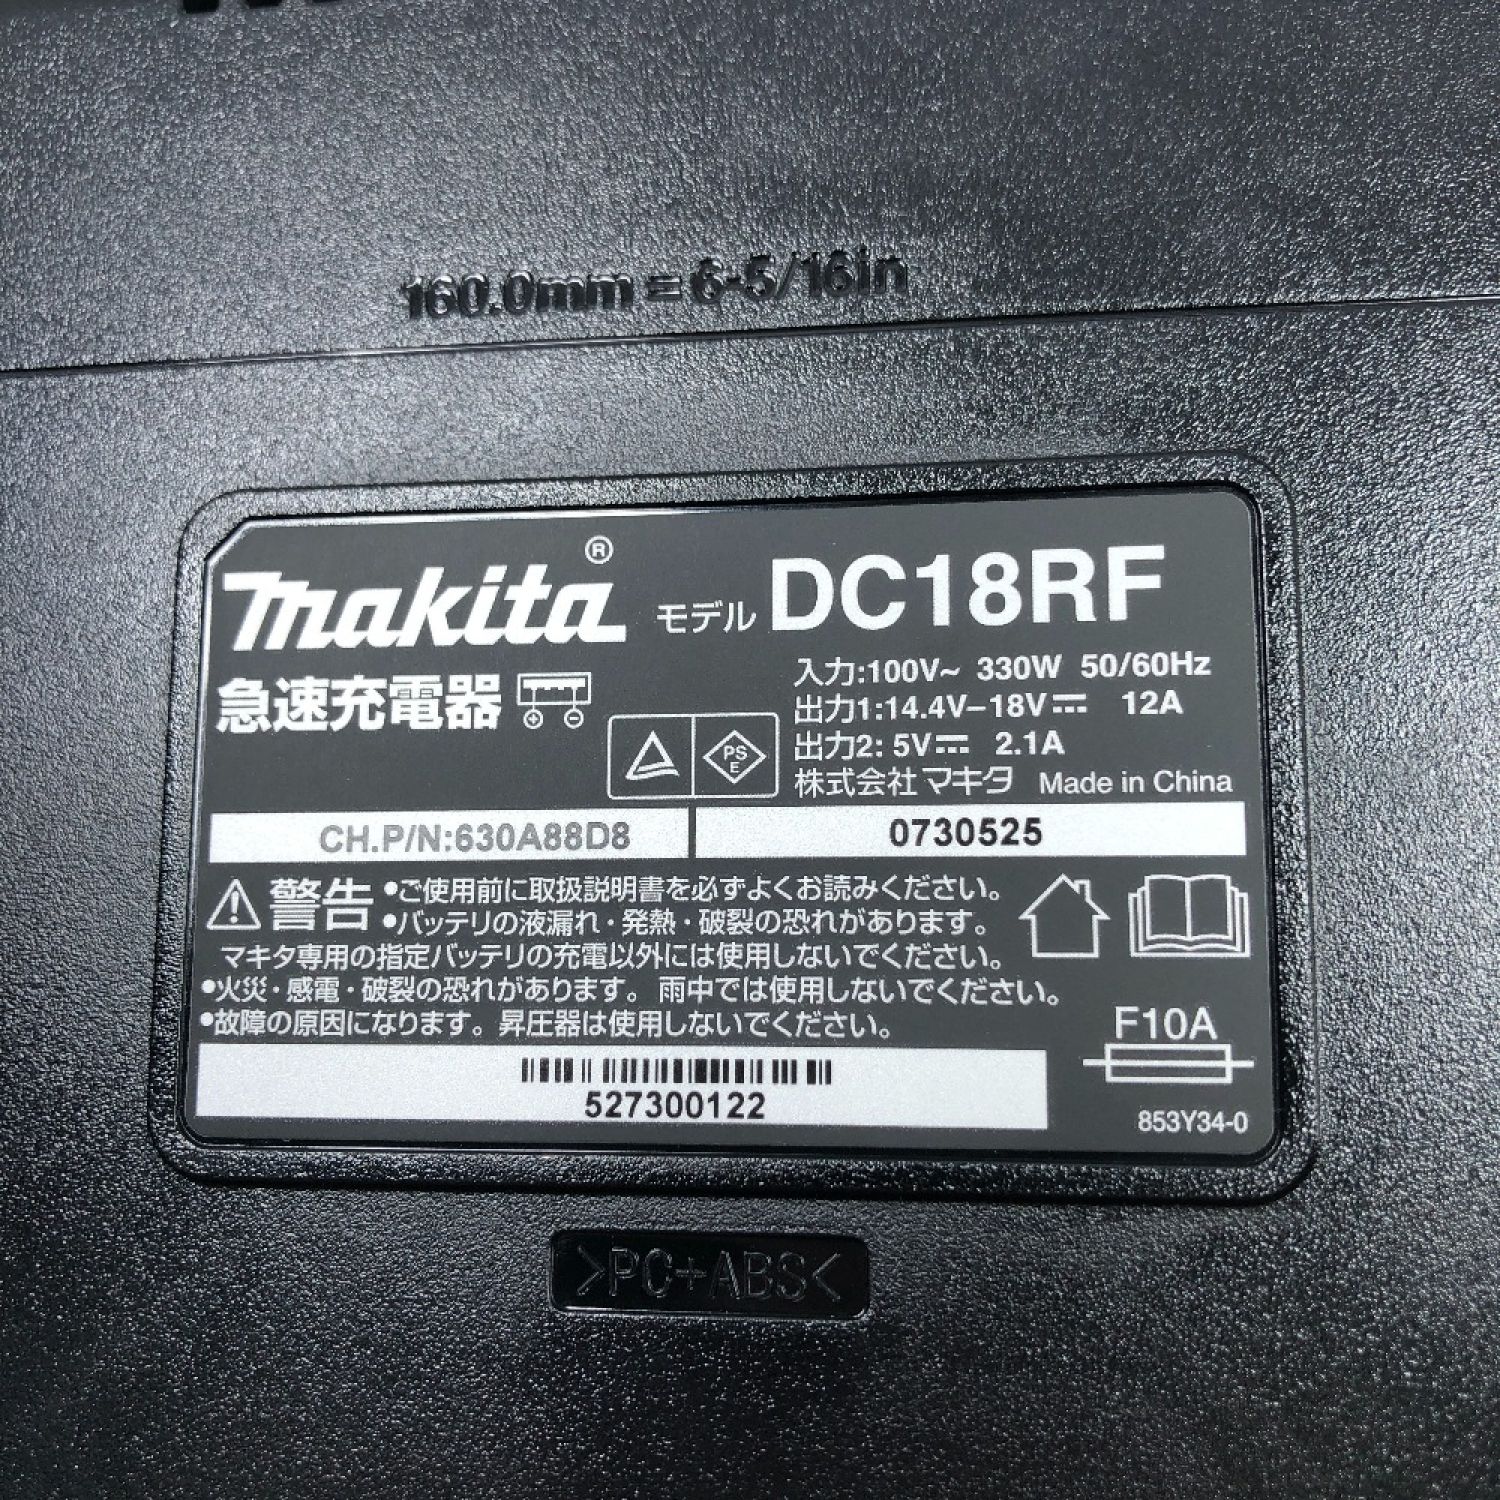 160.0mm = 6-5/16in
makita® モデル DC18RF
急速充電器
入力:100V~ 330W 50/60Hz
出力1:14.4V–18V⎓ 12A
出力2: 5V⎓ 2.1A
PS
E
株式会社マキタ Made in China
CH.P/N:630A88D8
0730525
警告 •ご使用前に取扱説明書を必ずよくお読みください。
•バッテリの液漏れ・発熱・破裂の恐れがあります。
マキタ専用の指定バッテリの充電以外には使用しないでください。
•火災・感電・破裂の恐れがあります。雨中では使用しないでください。
•故障の原因になります。昇圧器は使用しないでください。
F10A
527300122
853Y34-0
>PC+ABS<